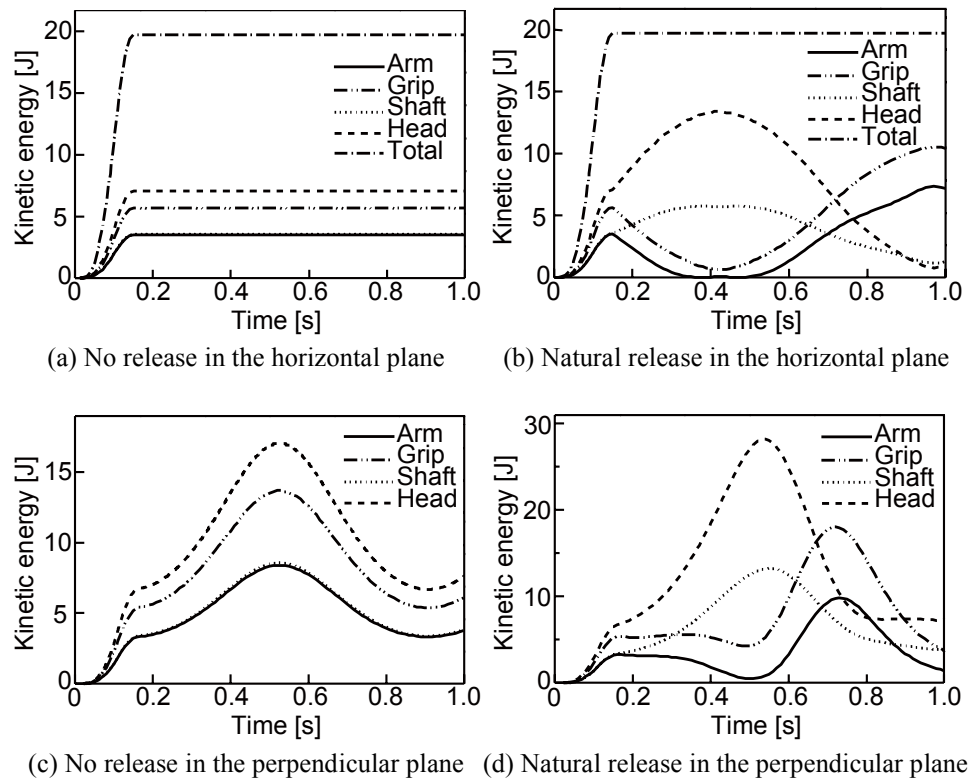 Kinetic energy [J]
20
15
10
5
0
0.2
0.4
0.6
0.8
1.0
Time [s]
Arm
Grip
Shaft
Head
Total
(a) No release in the horizontal plane
Kinetic energy [J]
20
15
10
5
0
0
0.2
0.4
0.6
0.8
1.0
Time [s]
Arm
Grip
Shaft
Head
Total
(b) Natural release in the horizontal plane
Kinetic energy [J]
15
10
5
0
0
0.2
0.4
0.6
0.8
1.0
Time [s]
Arm
Grip
Shaft
Head
(c) No release in the perpendicular plane
Kinetic energy [J]
30
20
10
0
0
0.2
0.4
0.6
0.8
1.0
Time [s]
Arm
Grip
Shaft
Head
(d) Natural release in the perpendicular plane